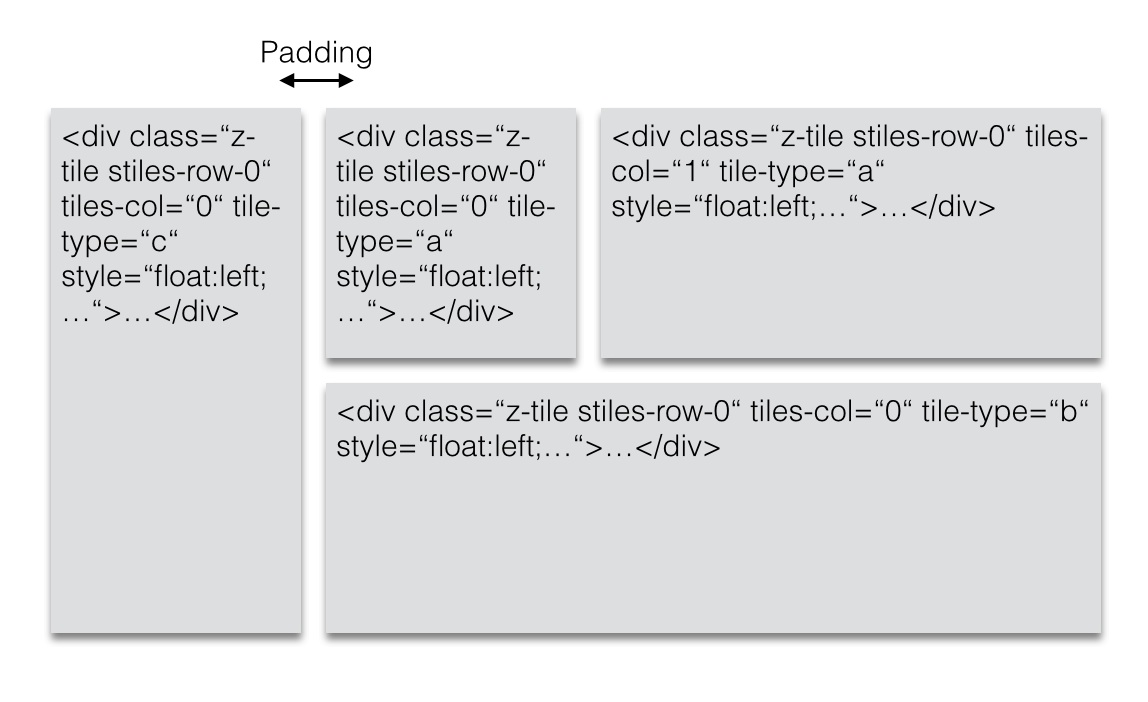 Padding
<div class=“z-
tile stiles-row-0“
tiles-col=“0“ tile-
type=“c“
style=“float:left;
…“>…</div>
<div class=“z-
tile stiles-row-0“
tiles-col=“0“ tile-
type=“a“
style=“float:left;
…“>…</div>
<div class=“z-tile stiles-row-0“ tiles-
col=“1“ tile-type=“a“
style=“float:left;…“>…</div>
<div class=“z-tile stiles-row-0“ tiles-col=“0“ tile-type=“b“
style=“float:left;…“>…</div>